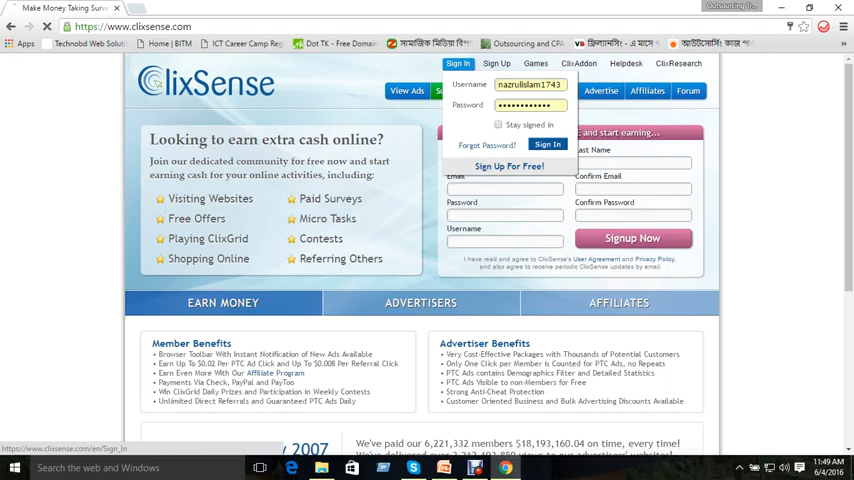 Make Money Taking Surve
Outsourcing Tr...
https://www.clixsense.com
Apps
Technobd Web Solution
Home | BITM
ICT Career Camp Reg
Dot TK - Free Domain
সামাজিক মিডিয়া বিপ
Outsourcing and CPA
ফ্রিল্যান্সিং - এ মাসে
আউটসোর্সিং কাজ পা
ClixSense
Sign In
Sign Up
Games
ClixAddon
Helpdesk
ClixResearch
View Ads
Advertise
Affiliates
Forum
Username
nazrulislam1743
Password
Stay signed in
Forgot Password?
Sign In
Sign Up For Free!
Looking to earn extra cash online?
Join our dedicated community for free now and start
earning cash for your online activities, including:
Visiting Websites
Paid Surveys
Free Offers
Micro Tasks
Playing ClixGrid
Contests
Shopping Online
Referring Others
E and start earning...
Last Name
Email
Confirm Email
Password
Confirm Password
Username
Signup Now
I have read and agree to ClixSense's User Agreement and Privacy Policy,
and also agree to receive periodic ClixSense updates by email.
EARN MONEY
ADVERTISERS
AFFILIATES
Member Benefits
• Browser Toolbar With Instant Notification of New Ads Available
• Earn Up To $0.02 Per PTC Ad Click and Up To $0.008 Per Referral Click
• Earn Even More With Our Affiliate Program
• Payments Via Check, PayPal and PayToo
• Win ClixGrid Daily Prizes and Participation in Weekly Contests
• Unlimited Direct Referrals and Guaranteed PTC Ads Daily
Advertiser Benefits
• Very Cost-Effective Packages with Thousands of Potential Customers
• Only One Click per Member is Counted for PTC Ads, no Repeats
• PTC Ads contains Demographics Filter and Detailed Statistics
• PTC Ads Visible to non-Members for Free
• Strong Anti-Cheat Protection
• Customer Oriented Business and Bulk Advertising Discounts Available
https://www.clixsense.com/en/Sign_In
2007
We've paid our 6,221,332 members $18,193,160.04 on time, every time!
Search the web and Windows
11:49 AM
6/4/2016